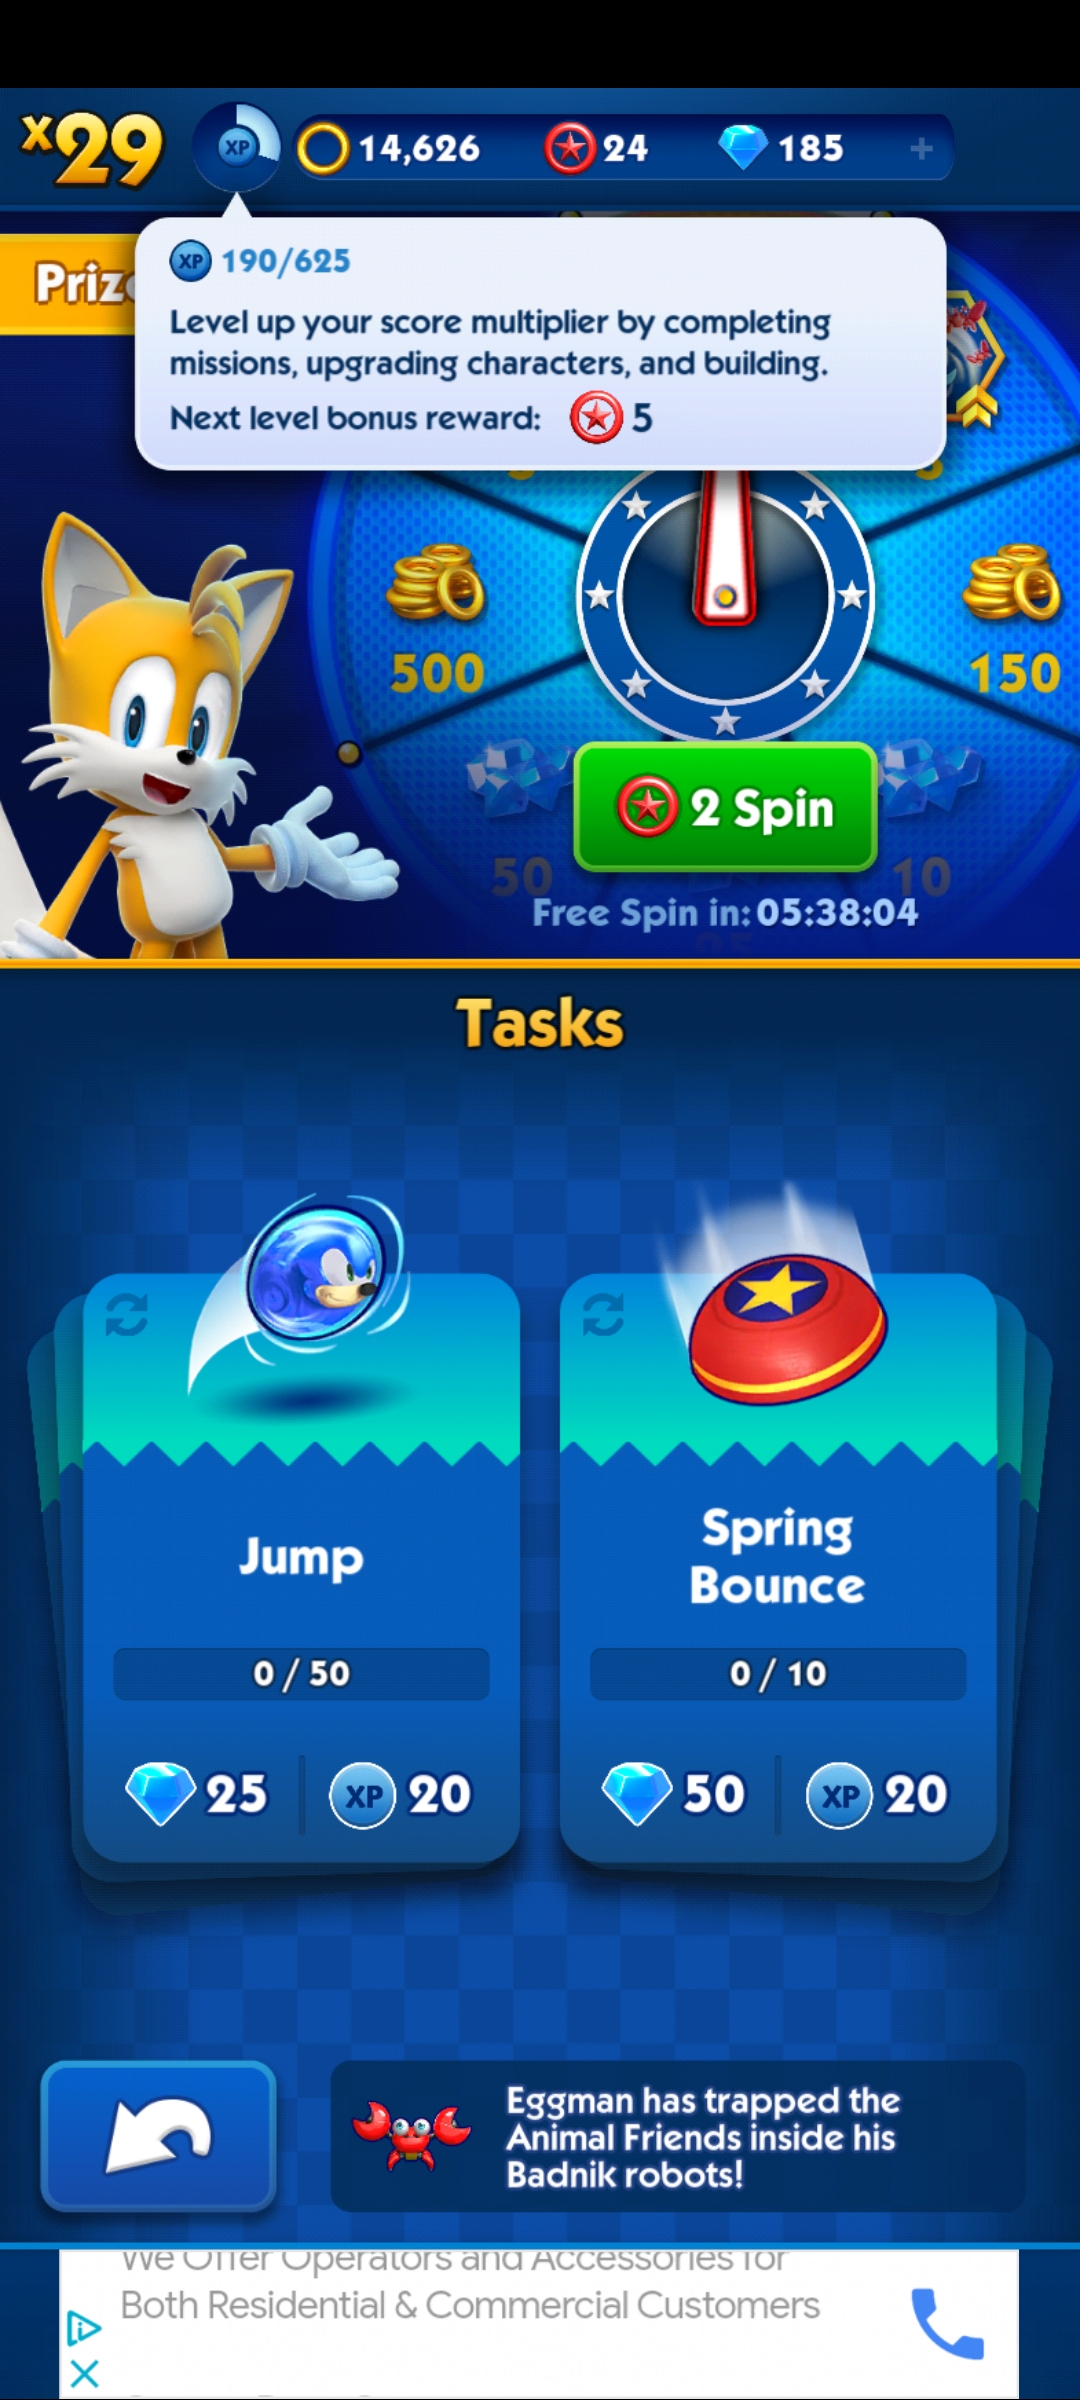 x29
XP
14,626
24
185
+
XP 190/625
Level up your score multiplier by completing
missions, upgrading characters, and building.
Next level bonus reward: 5
500
150
2 Spin
50
10
Free Spin in: 05:38:04
Tasks
Jump
0 / 50
25
XP 20
Spring
Bounce
0 / 10
50
XP 20
Eggman has trapped the
Animal Friends inside his
Badnik robots!
We Offer Operators and Accessories for
Both Residential & Commercial Customers